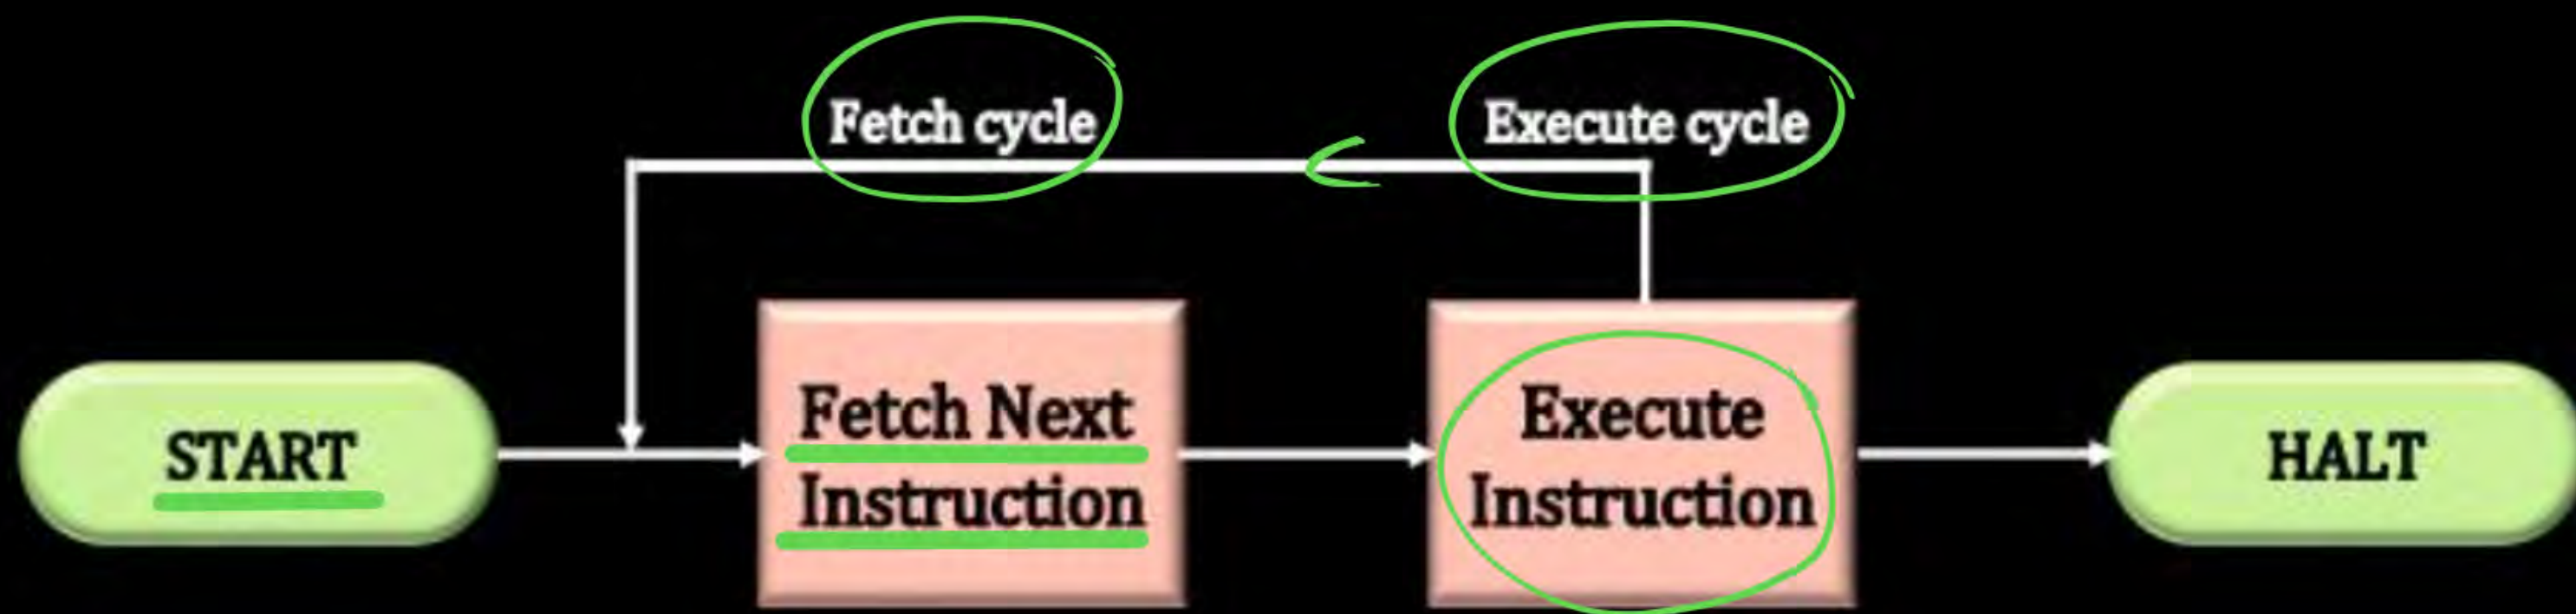 Fetch cycle
Execute cycle
START
Fetch Next
Instruction
Execute
Instruction
HALT